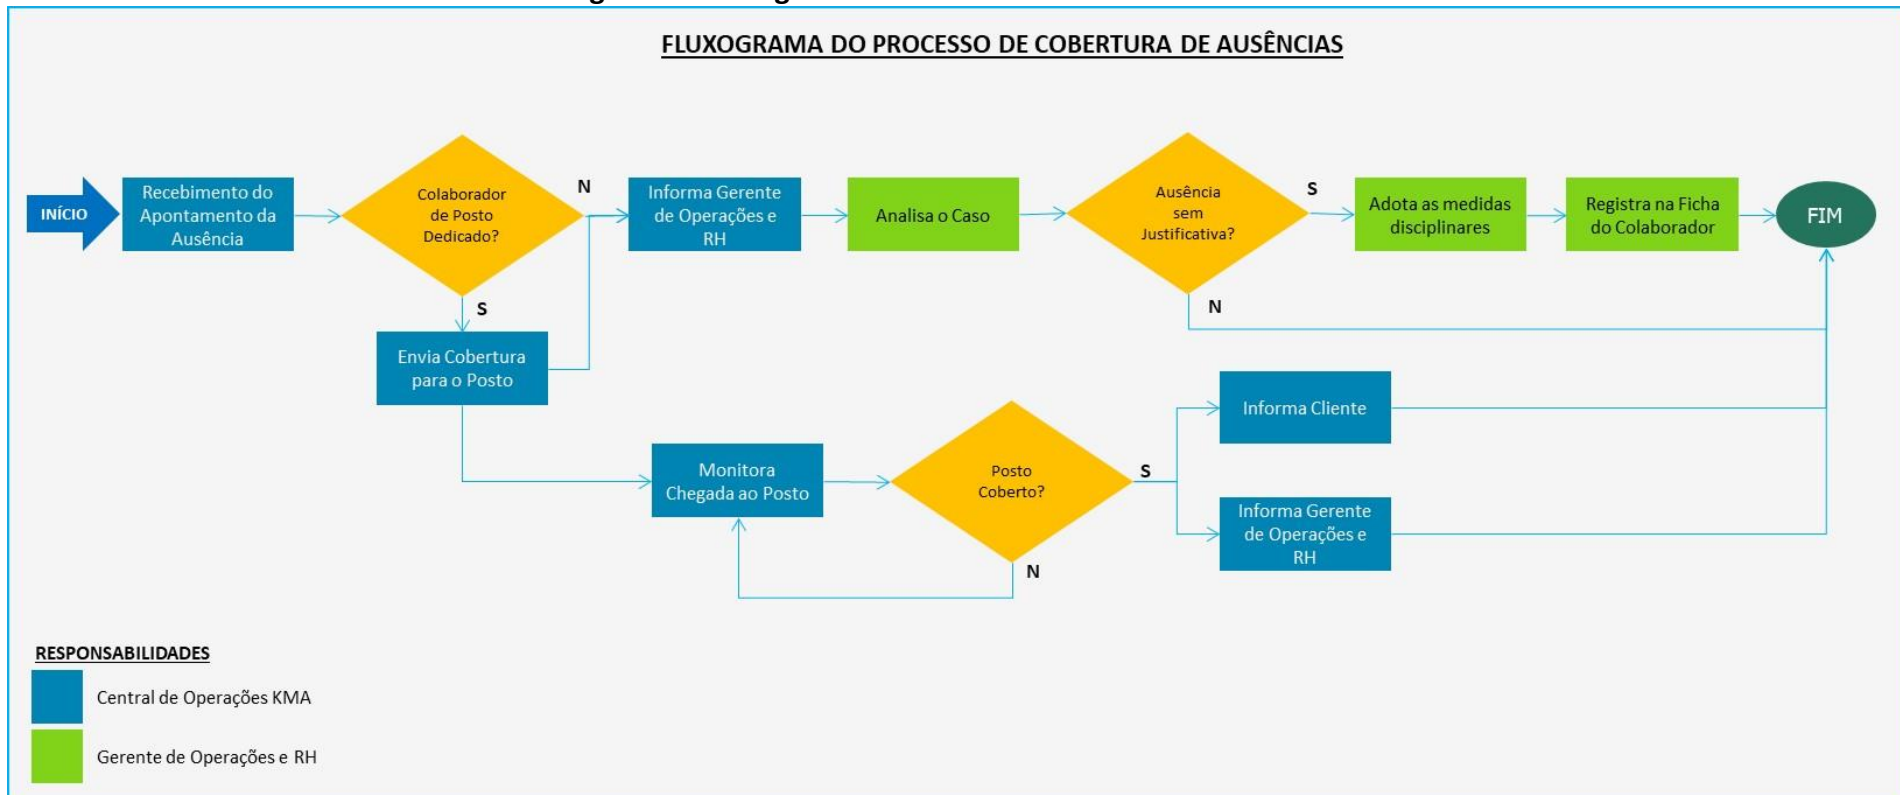 FLUXOGRAMA DO PROCESSO DE COBERTURA DE AUSÊNCIAS
INÍCIO
Recebimento do
Apontamento da
Ausência
Colaborador
de Posto
Dedicado?
N
S
Informa Gerente
de Operações e
RH
Analisa o Caso
Ausência
sem
Justificativa?
S
N
Adota as medidas
disciplinares
Registra na Ficha
do Colaborador
FIM
Envia Cobertura
para o Posto
Monitora
Chegada ao Posto
Posto
Coberto?
S
N
Informa Cliente
Informa Gerente
de Operações e
RH
RESPONSABILIDADES
Central de Operações KMA
Gerente de Operações e RH